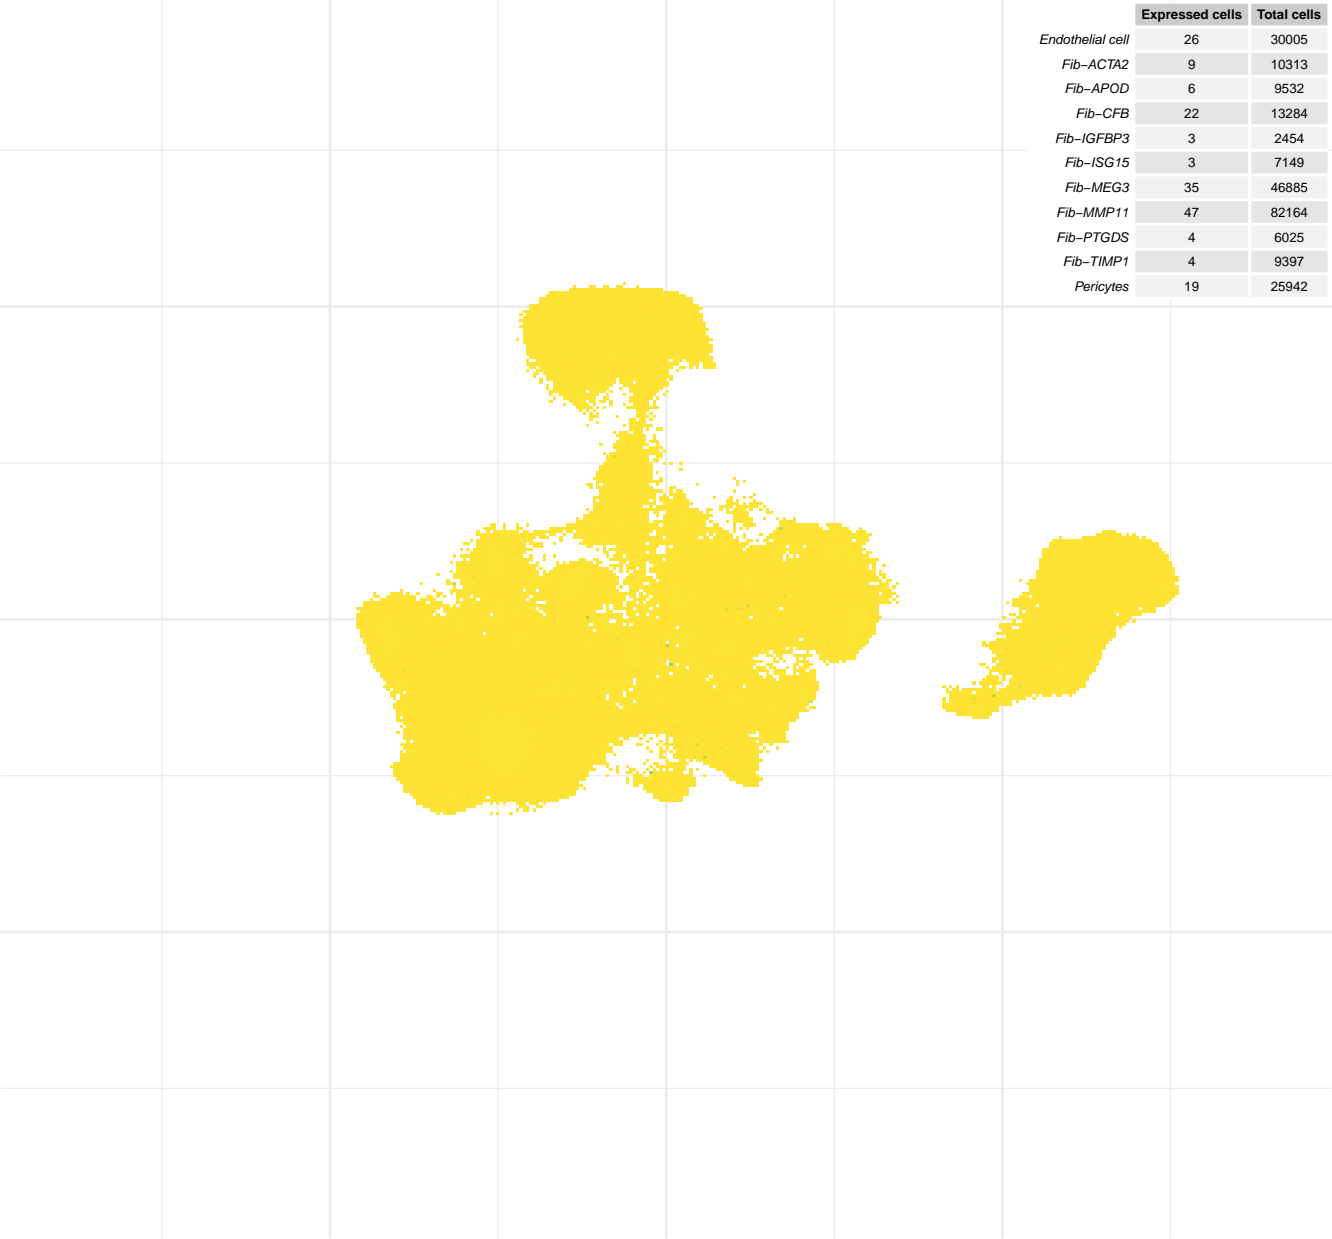 Expressed cells Total cells
Endothelial cell 26 30005
Fib−ACTA2 9 10313
Fib−APOD 6 9532
Fib−CFB 22 13284
Fib−IGFBP3 3 2454
Fib−ISG15 3 7149
Fib−MEG3 35 46885
Fib−MMP11 47 82164
Fib−PTGDS 4 6025
Fib−TIMP1 4 9397
Pericytes 19 25942